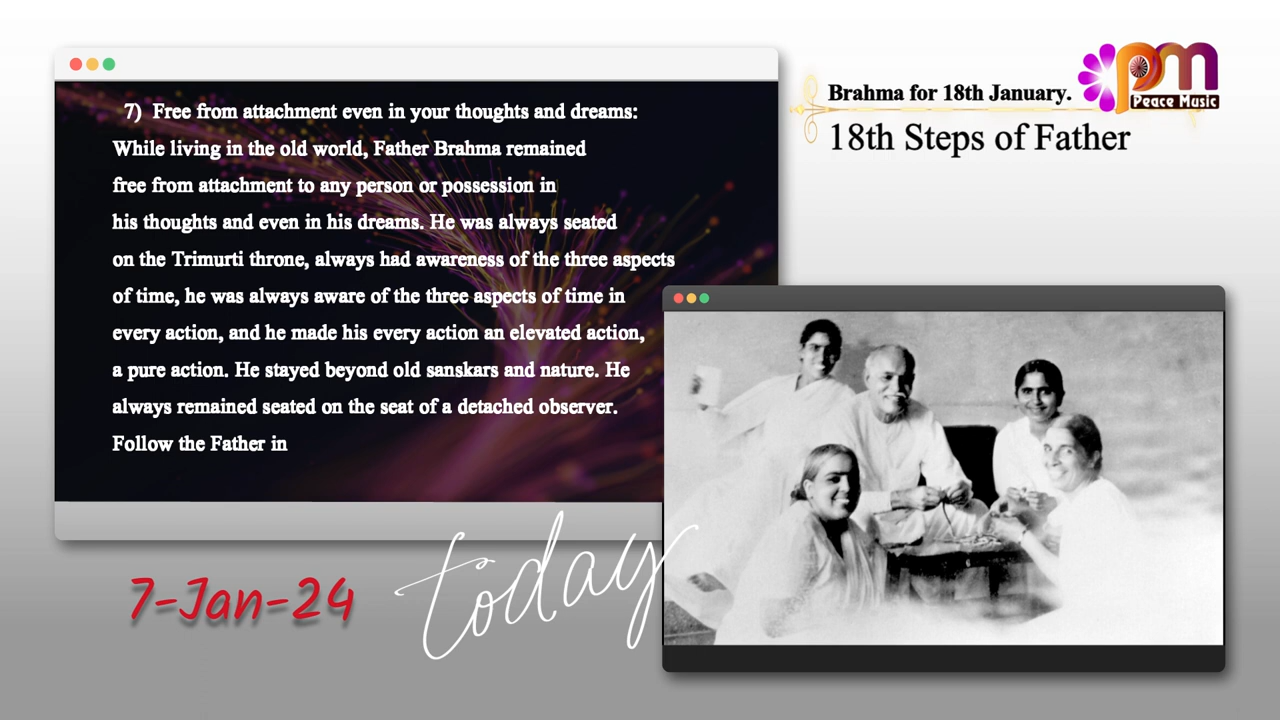 7) Free from attachment even in your thoughts and dreams:
While living in the old world, Father Brahma remained
free from attachment to any person or possession in
his thoughts and even in his dreams. He was always seated
on the Trimurti throne, always had awareness of the three aspects
of time, he was always aware of the three aspects of time in
every action, and he made his every action an elevated action,
a pure action. He stayed beyond old sanskars and nature. He
always remained seated on the seat of a detached observer.
Follow the Father in
Brahma for 18th January.
18th Steps of Father
pm
Peace Music
7-Jan-24
today